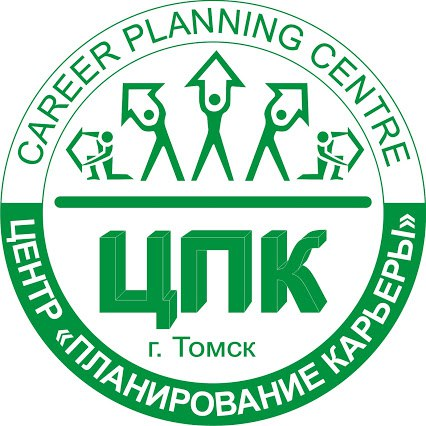 CAREER PLANNING CENTRE
ЦПК
г. Томск
ЦЕНТР «ПЛАНИРОВАНИЕ КАРЬЕРЫ»